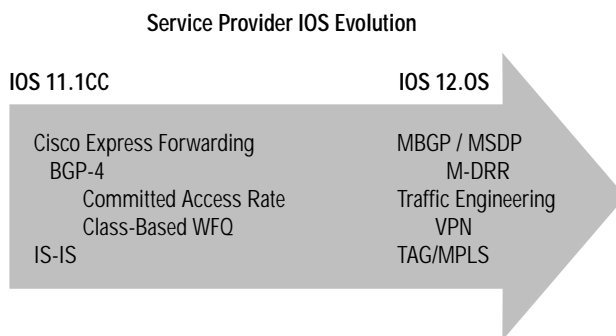 Service Provider IOS Evolution
IOS 11.1CC
Cisco Express Forwarding
BGP-4
Committed Access Rate
Class-Based WFQ
IS-IS
IOS 12.OS
MBGP / MSDP
M-DRR
Traffic Engineering
VPN
TAG/MPLS